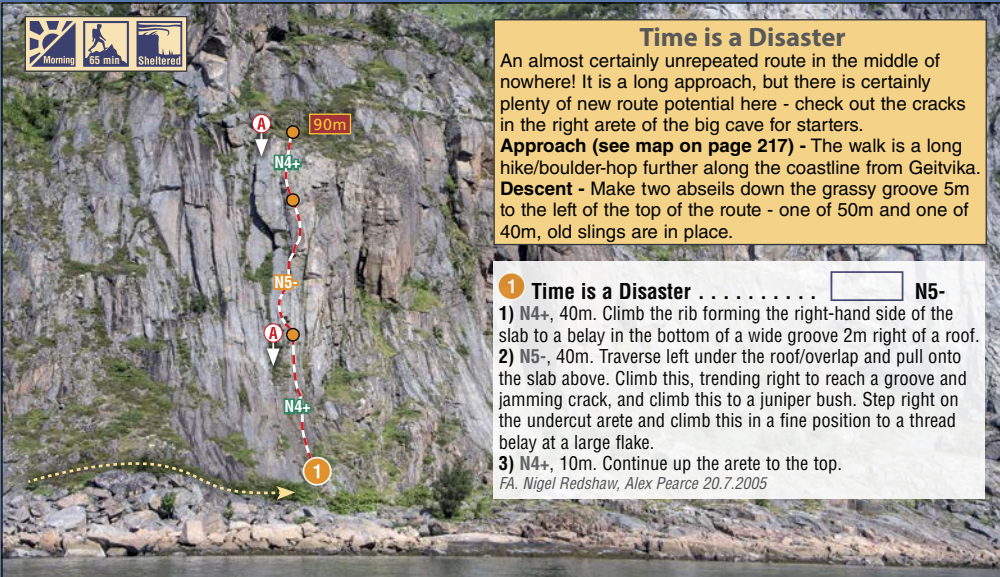 Morning
65 min
Sheltered
A
90m
N4+
N5-
A
N4+
1
Time is a Disaster
An almost certainly unrepeated route in the middle of
nowhere! It is a long approach, but there is certainly
plenty of new route potential here - check out the cracks
in the right arete of the big cave for starters.
Approach (see map on page 217) - The walk is a long
hike/boulder-hop further along the coastline from Geitvika.
Descent - Make two abseils down the grassy groove 5m
to the left of the top of the route - one of 50m and one of
40m, old slings are in place.
1 Time is a Disaster . . . . . . . . . . N5-
1) N4+, 40m. Climb the rib forming the right-hand side of the
slab to a belay in the bottom of a wide groove 2m right of a roof.
2) N5-, 40m. Traverse left under the roof/overlap and pull onto
the slab above. Climb this, trending right to reach a groove and
jamming crack, and climb this to a juniper bush. Step right on
the undercut arete and climb this in a fine position to a thread
belay at a large flake.
3) N4+, 10m. Continue up the arete to the top.
FA. Nigel Redshaw, Alex Pearce 20.7.2005